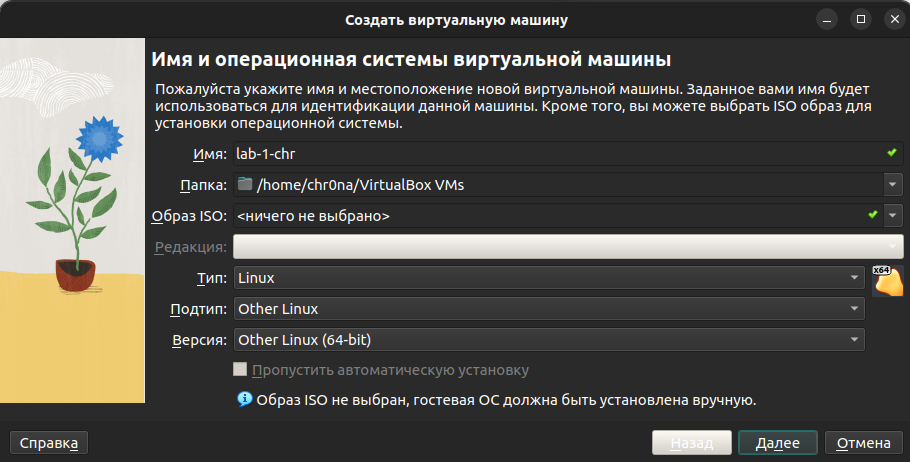 Создать виртуальную машину
Имя и операционная системы виртуальной машины
Пожалуйста укажите имя и местоположение новой виртуальной машины. Заданное вами имя будет
использоваться для идентификации данной машины. Кроме того, вы можете выбрать ISO образ для
установки операционной системы.
Имя: lab-1-chr
Папка: /home/chr0na/VirtualBox VMs
Образ ISO: <ничего не выбрано>
Редакция:
Тип: Linux
x64
Подтип: Other Linux
Версия: Other Linux (64-bit)
Пропустить автоматическую установку
Образ ISO не выбран, гостевая ОС должна быть установлена вручную.
Справка Назад Далее Отмена